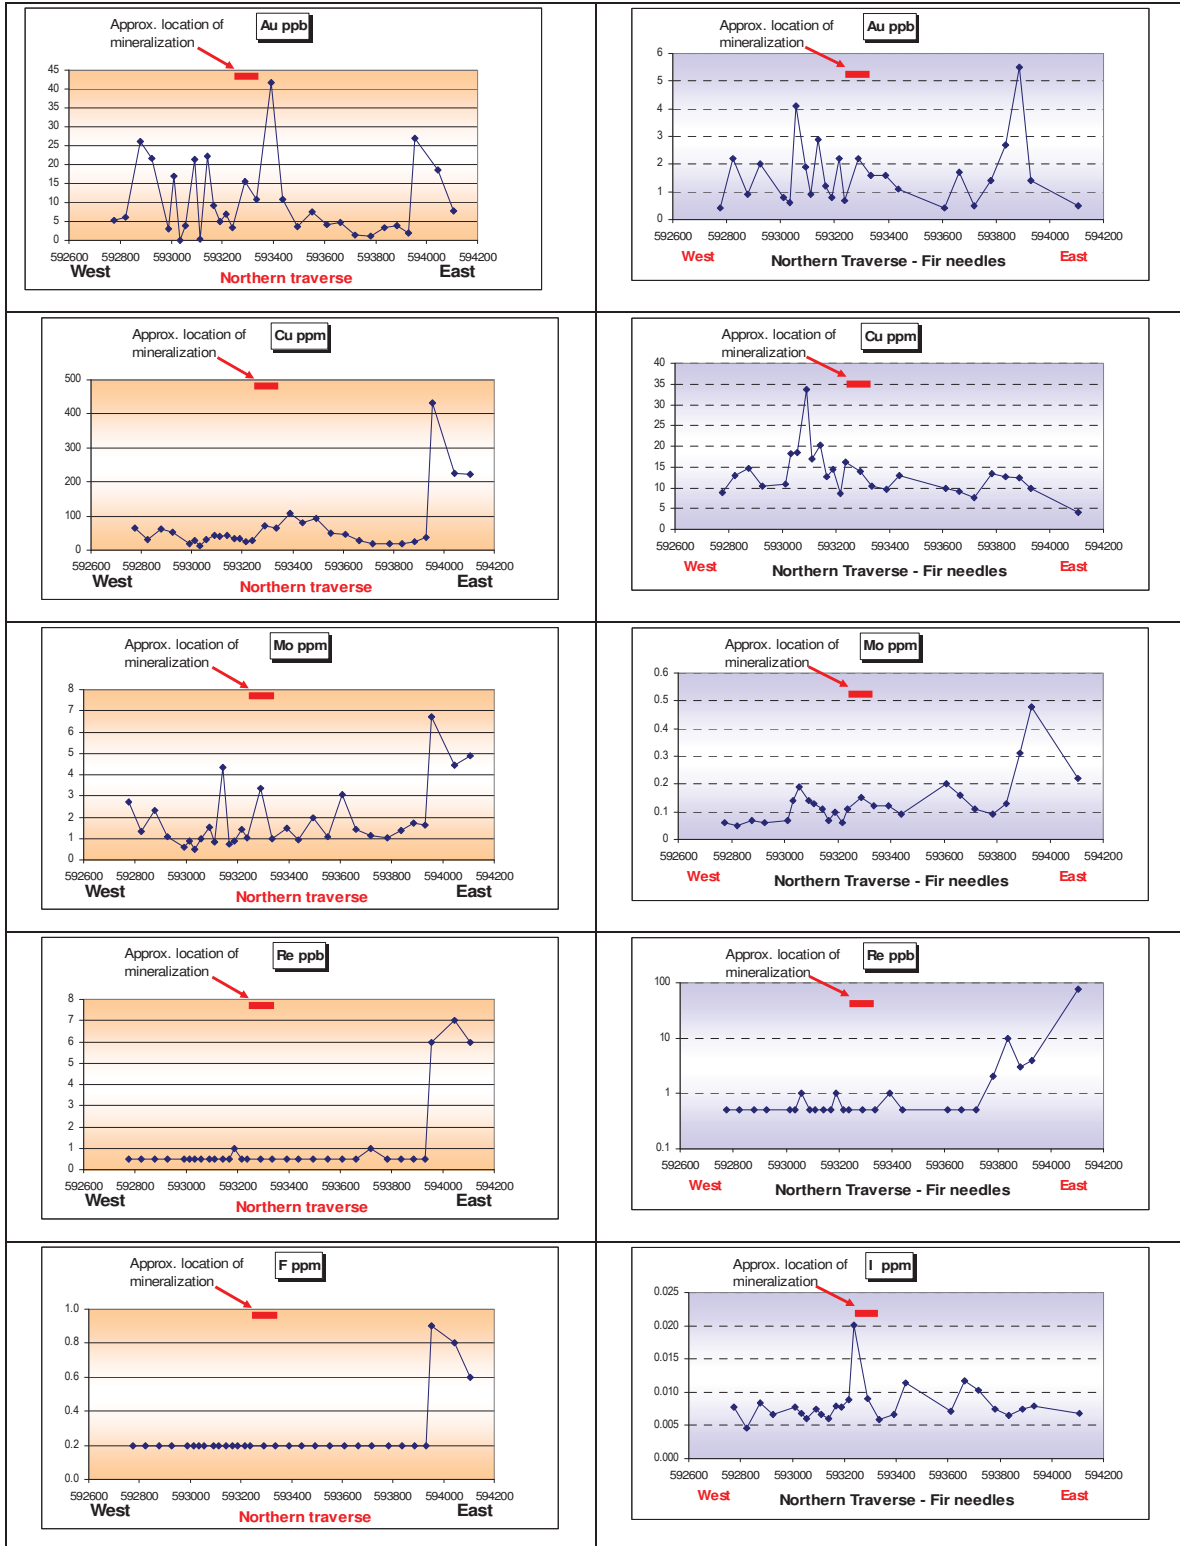 Approx. location of
mineralization
Au ppb
45
40
35
30
25
20
15
10
5
0
592600 592800 593000 593200 593400 593600 593800 594000 594200
West
East
Northern traverse
Approx. location of
mineralization
Au ppb
6
5
4
3
2
1
0
592600 592800 593000 593200 593400 593600 593800 594000 594200
West
Northern Traverse - Fir needles
East
Approx. location of
mineralization
Cu ppm
500
400
300
200
100
0
592600 592800 593000 593200 593400 593600 593800 594000 594200
West
East
Northern traverse
Approx. location of
mineralization
Cu ppm
40
35
30
25
20
15
10
5
0
592600 592800 593000 593200 593400 593600 593800 594000 594200
West
Northern Traverse - Fir needles
East
Approx. location of
mineralization
Mo ppm
8
7
6
5
4
3
2
1
0
592600 592800 593000 593200 593400 593600 593800 594000 594200
West
East
Northern traverse
Approx. location of
mineralization
Mo ppm
0.6
0.5
0.4
0.3
0.2
0.1
0
592600 592800 593000 593200 593400 593600 593800 594000 594200
West
Northern Traverse - Fir needles
East
Approx. location of
mineralization
Re ppb
8
7
6
5
4
3
2
1
0
592600 592800 593000 593200 593400 593600 593800 594000 594200
West
East
Northern traverse
Approx. location of
mineralization
Re ppb
100
10
1
0.1
592600 592800 593000 593200 593400 593600 593800 594000 594200
West
Northern Traverse - Fir needles
East
Approx. location of
mineralization
F ppm
1.0
0.8
0.6
0.4
0.2
0.0
592600 592800 593000 593200 593400 593600 593800 594000 594200
West
East
Northern traverse
Approx. location of
mineralization
I ppm
0.025
0.020
0.015
0.010
0.005
0.000
592600 592800 593000 593200 593400 593600 593800 594000 594200
West
Northern Traverse - Fir needles
East